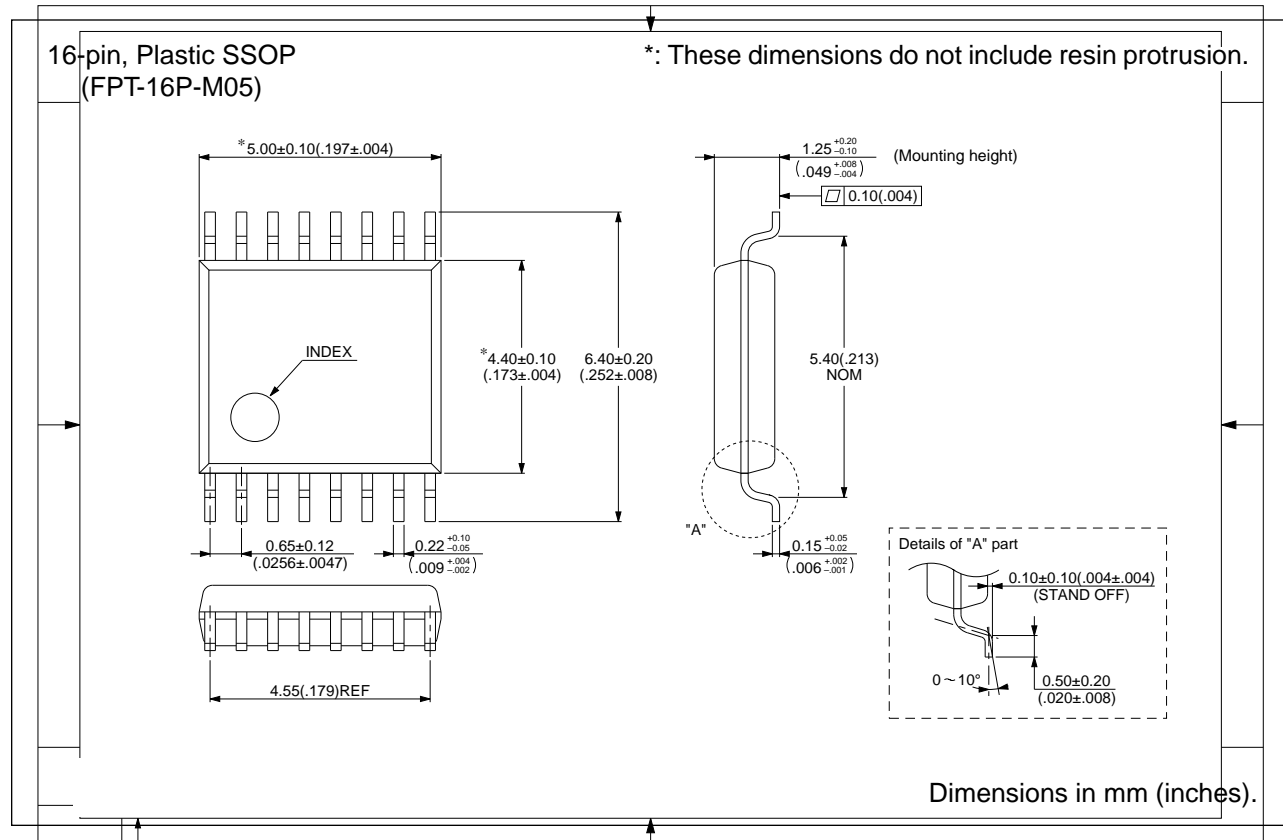 16-pin, Plastic SSOP
(FPT-16P-M05)
*: These dimensions do not include resin protrusion.
*5.00±0.10(.197±.004)
1.25 +0.20 −0.10
(.049 +.008 −.004)
(Mounting height)
0.10(.004)
INDEX
*4.40±0.10
(.173±.004)
6.40±0.20
(.252±.008)
5.40(.213)
NOM
"A"
0.65±0.12
(.0256±.0047)
0.22 +0.10 −0.05
(.009 +.004 −.002)
0.15 +0.05 −0.02
(.006 +.002 −.001)
Details of "A" part
0.10±0.10(.004±.004)
(STAND OFF)
0~10°
0.50±0.20
(.020±.008)
4.55(.179)REF
Dimensions in mm (inches).